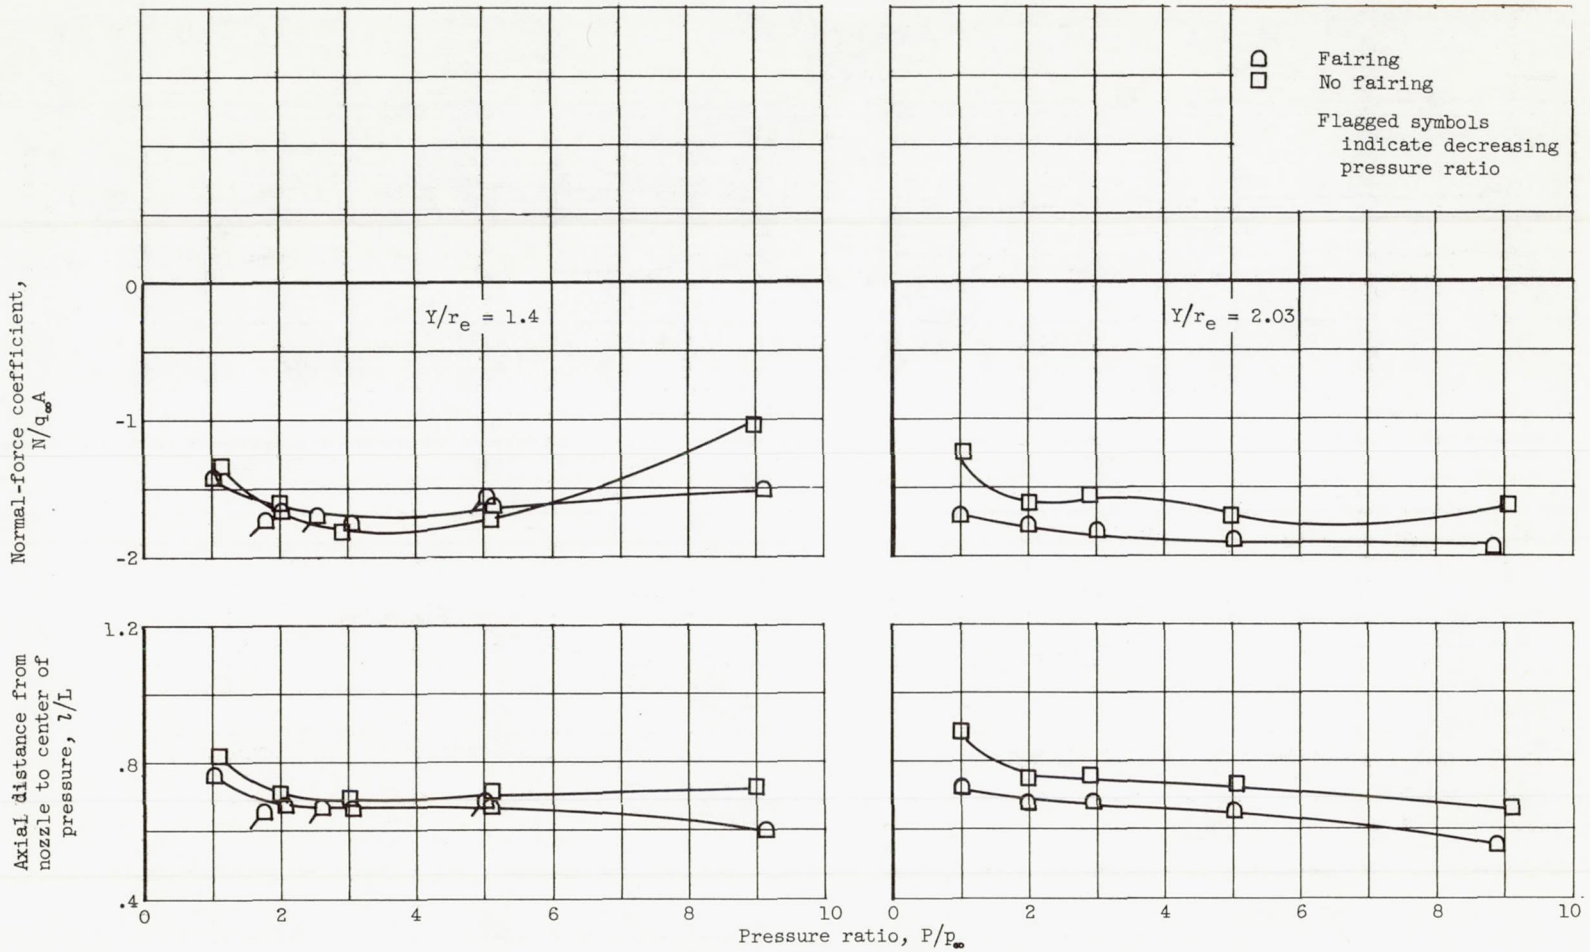 Fairing
No fairing
Flagged symbols
indicate decreasing
pressure ratio
Normal-force coefficient,
N/q∞A
0
-1
-2
Y/re = 1.4
Y/re = 2.03
Axial distance from
nozzle to center of
pressure, l/L
1.2
.8
.4
0 2 4 6 8 10
0 2 4 6 8 10
Pressure ratio, P/p∞